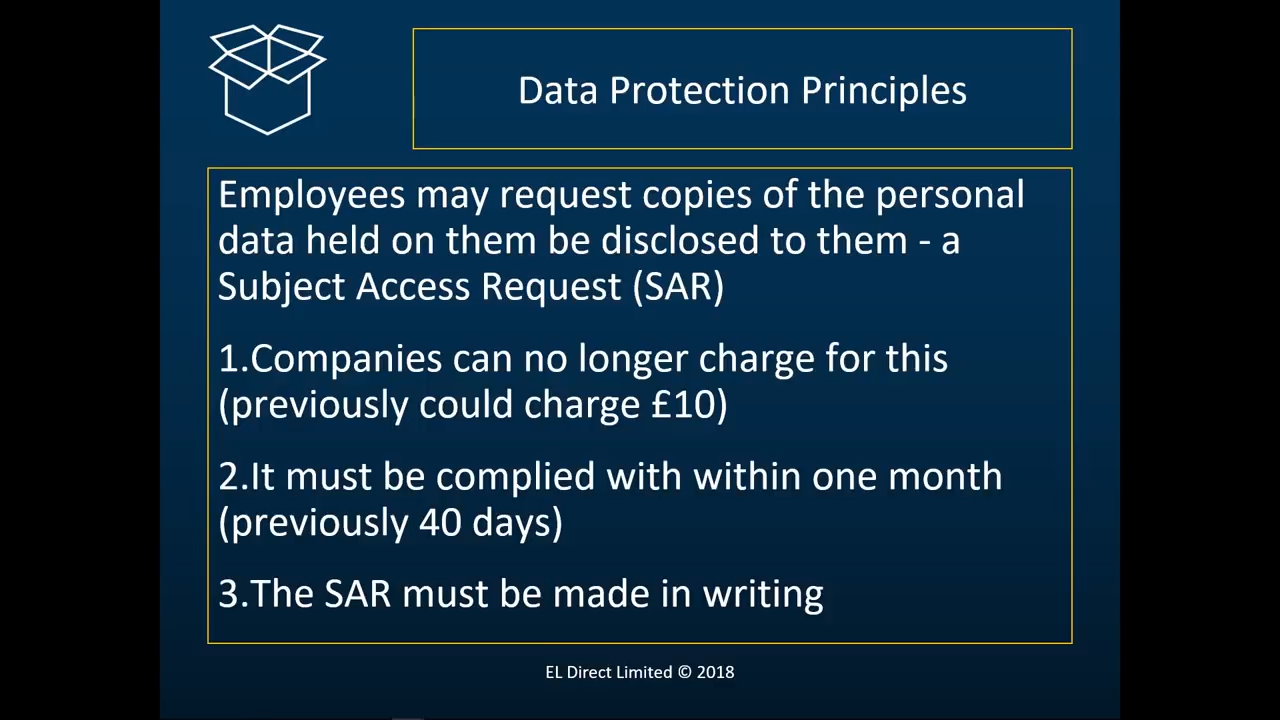 Data Protection Principles
Employees may request copies of the personal
data held on them be disclosed to them - a
Subject Access Request (SAR)
1.Companies can no longer charge for this
(previously could charge £10)
2.It must be complied with within one month
(previously 40 days)
3.The SAR must be made in writing
EL Direct Limited © 2018